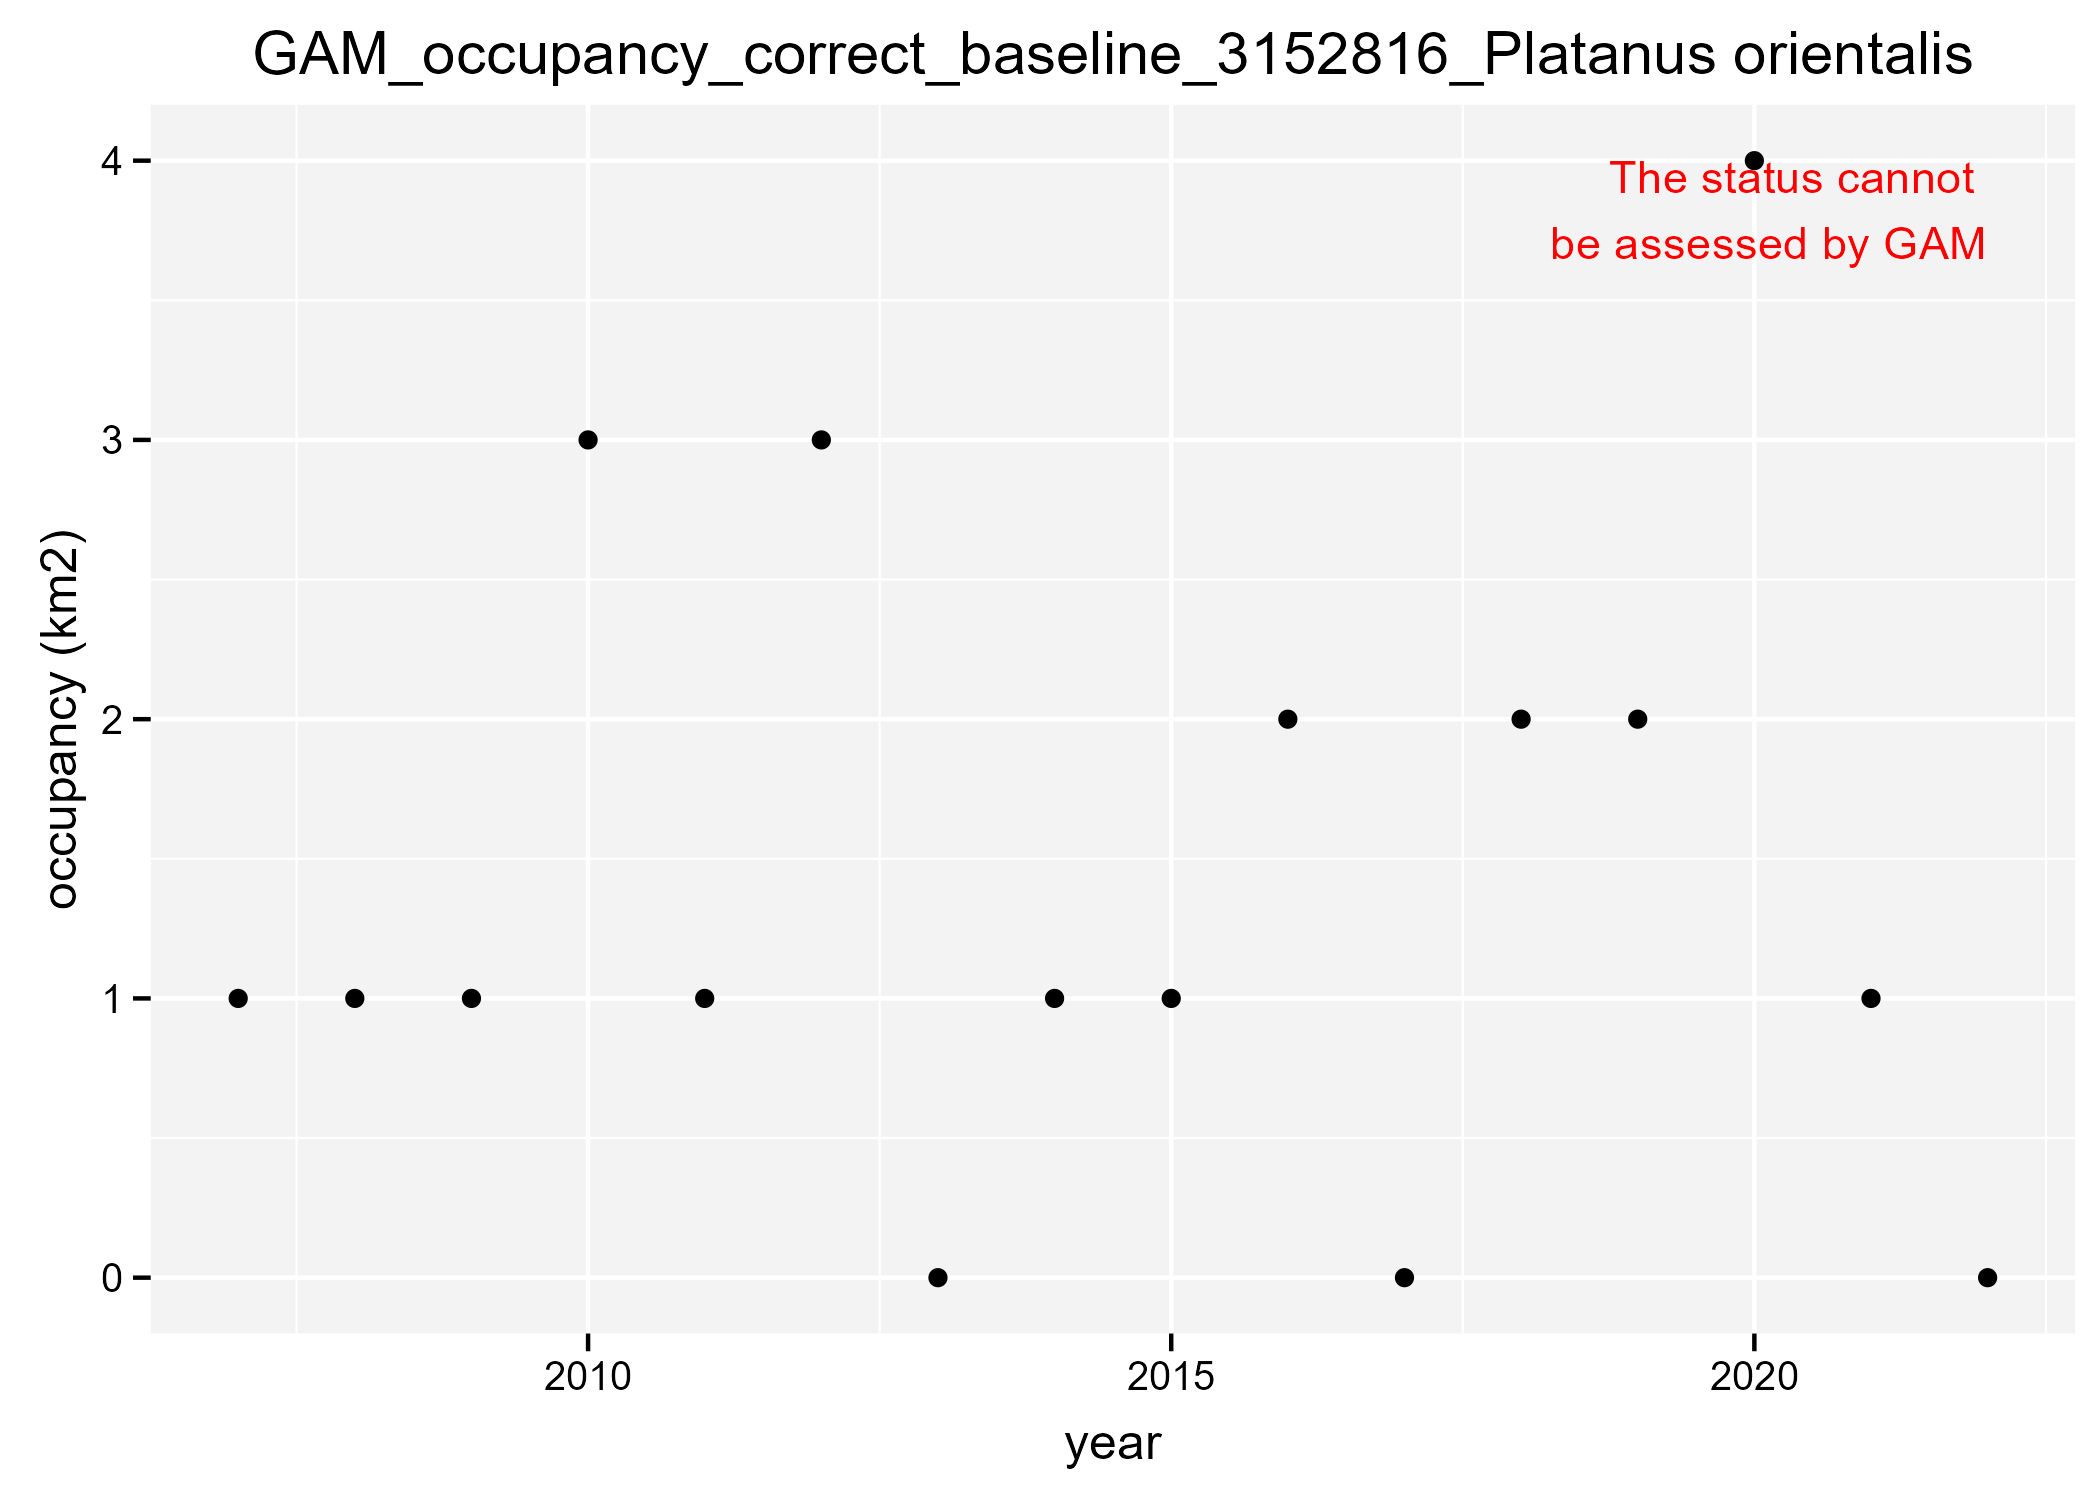 GAM_occupancy_correct_baseline_3152816_Platanus orientalis
4
The status cannot
be assessed by GAM
3
occupancy (km2)
2
1
0
2010 2015 2020
year